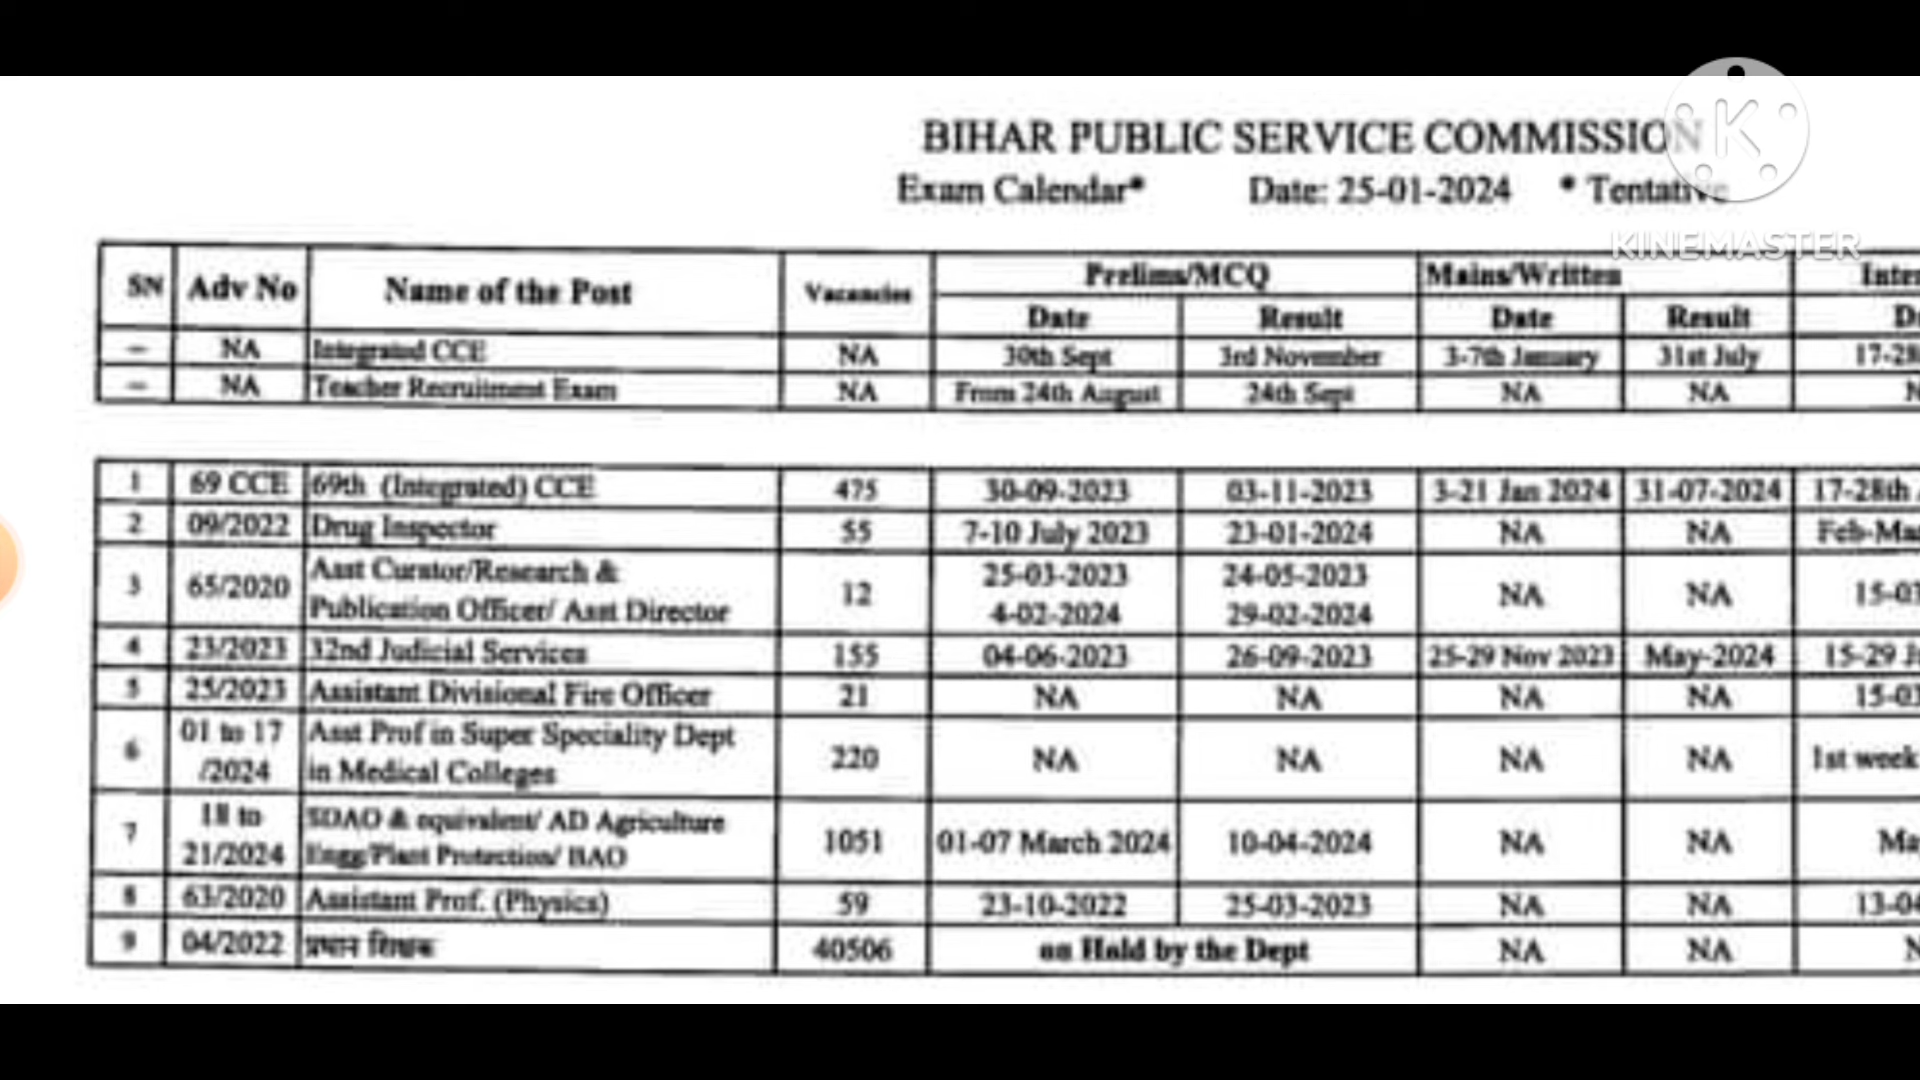 BIHAR PUBLIC SERVICE COMMISSION
Exam Calendar* Date: 25-01-2024 * Tentative
KINEMASTER
SN Adv No Name of the Post Vacancies Prelims/MCQ Mains/Written Inter
Date Result Date Result D
– NA Integrated CCE NA 30th Sept 3rd November 3-7th January 31st July 17-28
– NA Teacher Recruitment Exam NA From 24th August 24th Sept NA NA N
1 69 CCE 69th (Integrated) CCE 475 30-09-2023 03-11-2023 3-21 Jan 2024 31-07-2024 17-28th
2 09/2022 Drug Inspector 55 7-10 July 2023 23-01-2024 NA NA Feb-Mar
3 65/2020 Asst Curator/Research & 12 25-03-2023 24-05-2023 NA NA 15-03
Publication Officer/ Asst Director 4-02-2024 29-02-2024
4 23/2023 32nd Judicial Services 155 04-06-2023 26-09-2023 25-29 Nov 2023 May-2024 15-29 J
5 25/2023 Assistant Divisional Fire Officer 21 NA NA NA NA 15-03
6 01 to 17 Asst Prof in Super Speciality Dept 220 NA NA NA NA 1st week
/2024 in Medical Colleges
7 18 to SDAO & equivalent/ AD Agriculture 1051 01-07 March 2024 10-04-2024 NA NA Ma
21/2024 Engg/Plant Protection/ BAO
8 63/2020 Assistant Prof. (Physics) 59 23-10-2022 25-03-2023 NA NA 13-04
9 04/2022 प्रधान शिक्षक 40506 on Hold by the Dept NA NA N